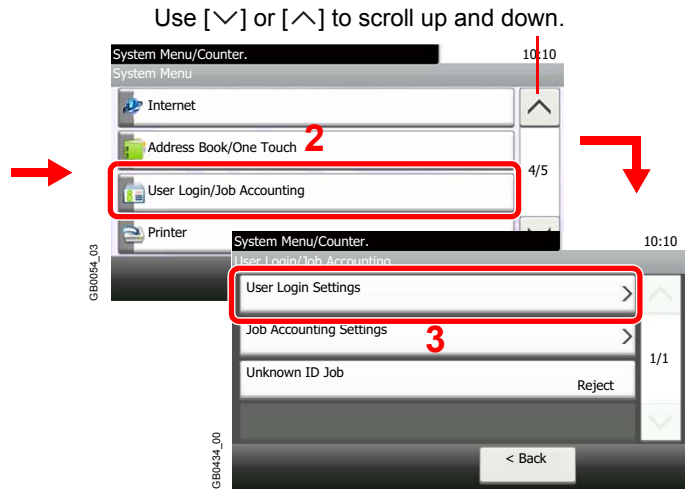 Use [∨] or [∧] to scroll up and down.
System Menu/Counter.
10:10
System Menu
Internet
Address Book/One Touch
2
4/5
User Login/Job Accounting
Printer
GB0054_03
System Menu/Counter.
10:10
User Login/Job Accounting
User Login Settings
Job Accounting Settings
3
1/1
Unknown ID Job
Reject
< Back
GB0434_00